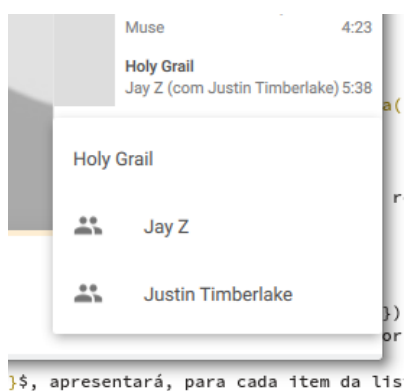 Muse 4:23
Holy Grail
Jay Z (com Justin Timberlake) 5:38
a(
Holy Grail
r
Jay Z
Justin Timberlake
})
or
}$, apresentará, para cada item da lis